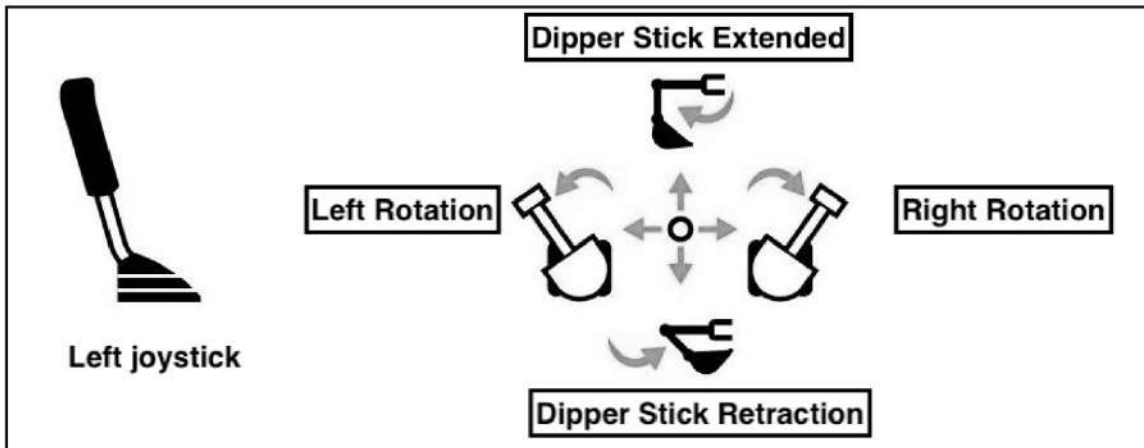 Dipper Stick Extended
Left Rotation
Right Rotation
Left joystick
Dipper Stick Retraction